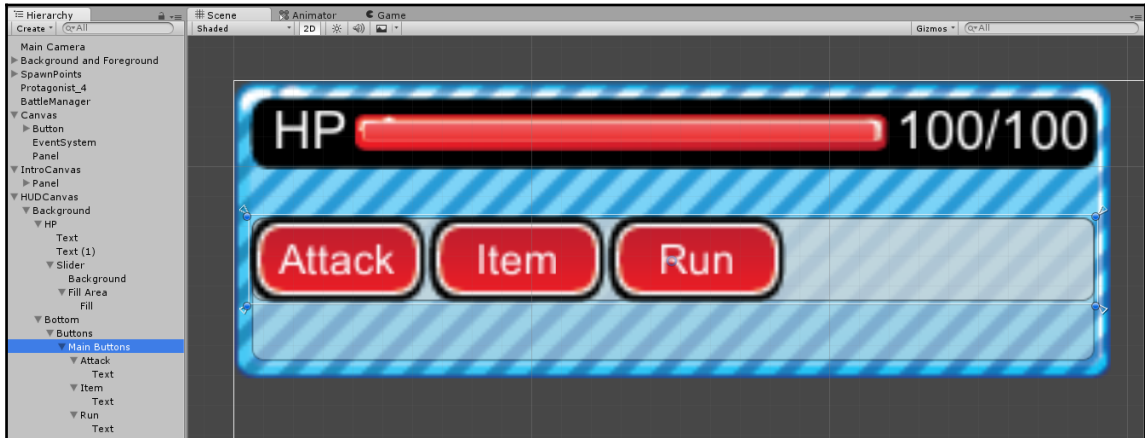 Hierarchy
Create
All
Main Camera
Background and Foreground
SpawnPoints
Protagonist_4
BattleManager
Canvas
Button
EventSystem
Panel
IntroCanvas
Panel
HUDCanvas
Background
HP
Text
Text (1)
Slider
Background
Fill Area
Fill
Bottom
Buttons
Main Buttons
Attack
Text
Item
Text
Run
Text
Scene Animator Game
Shaded 2D Gizmos All
HP 100/100
Attack Item Run